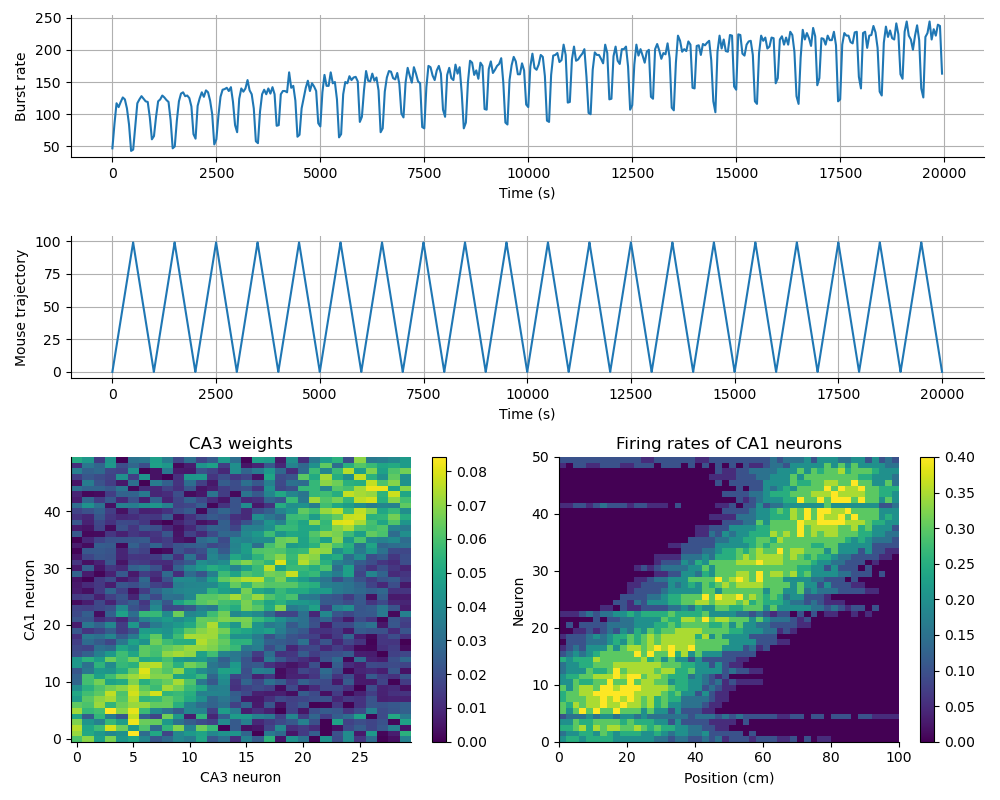 Burst rate
250
200
150
100
50
0 2500 5000 7500 10000 12500 15000 17500 20000
Time (s)
Mouse trajectory
100
75
50
25
0
0 2500 5000 7500 10000 12500 15000 17500 20000
Time (s)
CA3 weights
CA1 neuron
40
30
20
10
0
0 5 10 15 20 25
CA3 neuron
0.08
0.07
0.06
0.05
0.04
0.03
0.02
0.01
0.00
Firing rates of CA1 neurons
Neuron
50
40
30
20
10
0
0 20 40 60 80 100
Position (cm)
0.40
0.35
0.30
0.25
0.20
0.15
0.10
0.05
0.00